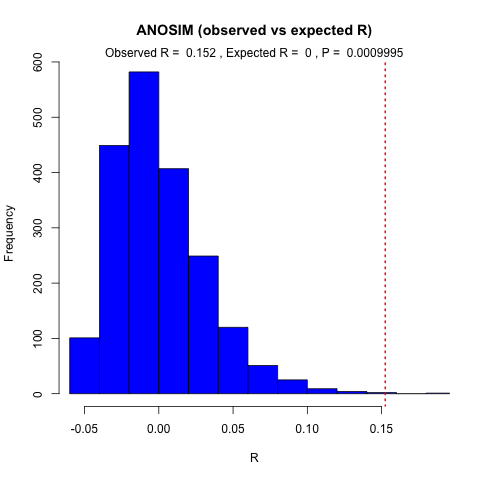 ANOSIM (observed vs expected R)
Observed R =  0.152 , Expected R =  0 , P =  0.0009995
600
500
400
300
200
100
0
Frequency
-0.05 0.00 0.05 0.10 0.15
R